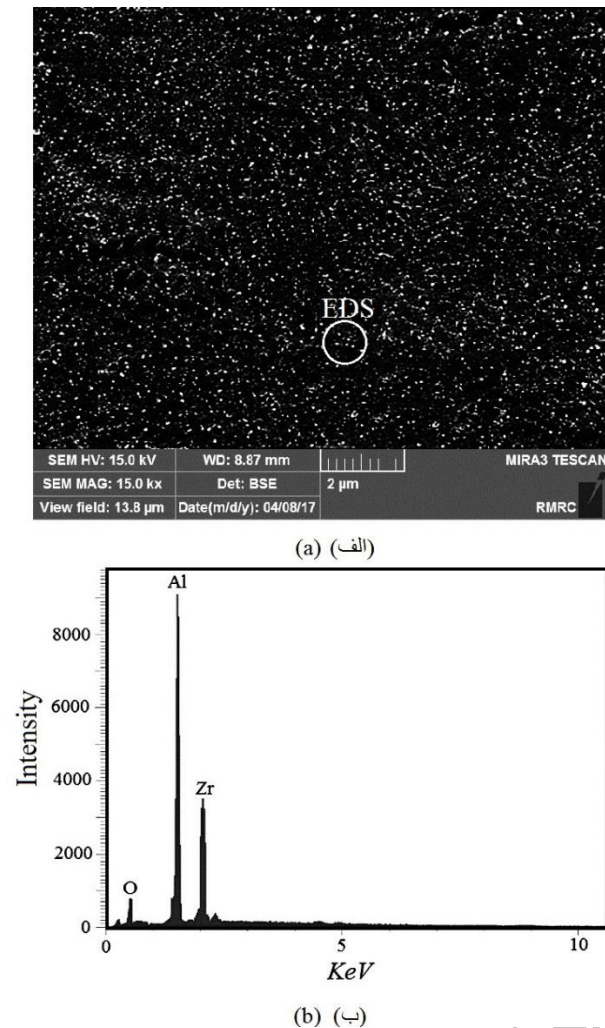 EDS
SEM HV: 15.0 kV WD: 8.87 mm MIRA3 TESCAN
SEM MAG: 15.0 kx Det: BSE 2 µm
View field: 13.8 µm Date(m/d/y): 04/08/17 RMRC
(a) (الف)
Al
8000
6000
Intensity
4000
Zr
2000
O
0
0 5 10
KeV
(b) (ب)